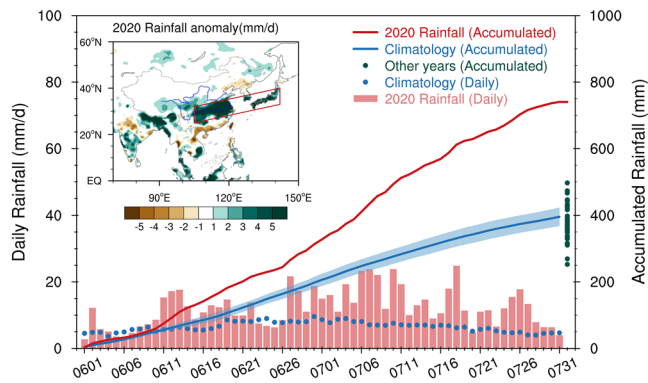 2020 Rainfall anomaly(mm/d)
60°N
40°N
20°N
EQ
90°E 120°E 150°E
-5 -4 -3 -2 -1 1 2 3 4 5
2020 Rainfall (Accumulated)
Climatology (Accumulated)
Other years (Accumulated)
Climatology (Daily)
2020 Rainfall (Daily)
Daily Rainfall (mm/d)
100
80
60
40
20
0
Accumulated Rainfall (mm)
1000
800
600
400
200
0
0601 0606 0611 0616 0621 0626 0701 0706 0711 0716 0721 0726 0731